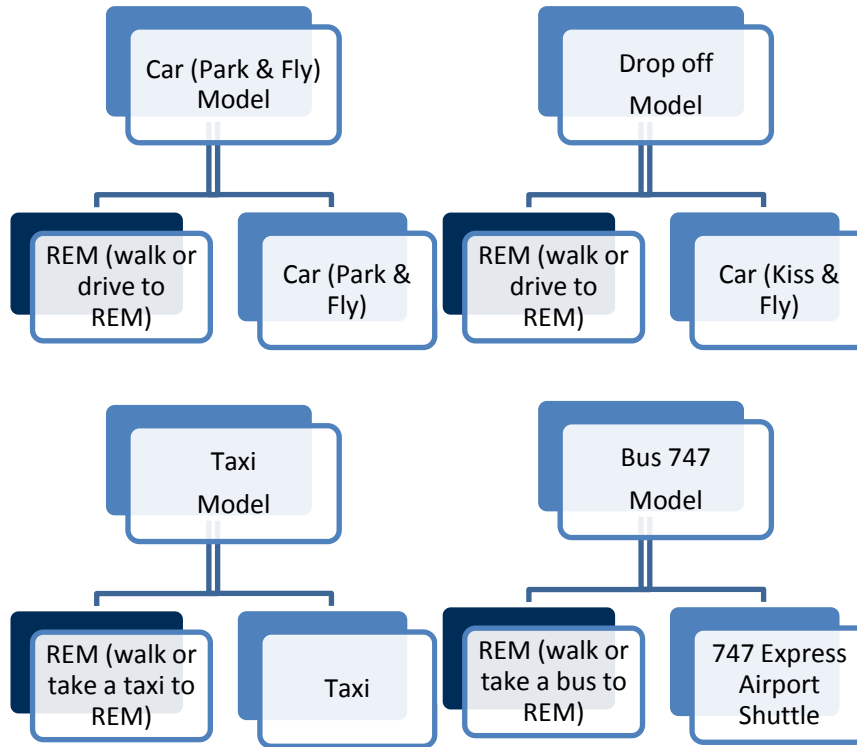 Car (Park & Fly)
Model
Drop off
Model
REM (walk or
drive to
REM)
Car (Park &
Fly)
REM (walk or
drive to
REM)
Car (Kiss &
Fly)
Taxi
Model
Bus 747
Model
REM (walk or
take a taxi to
REM)
Taxi
REM (walk or
take a bus to
REM)
747 Express
Airport
Shuttle